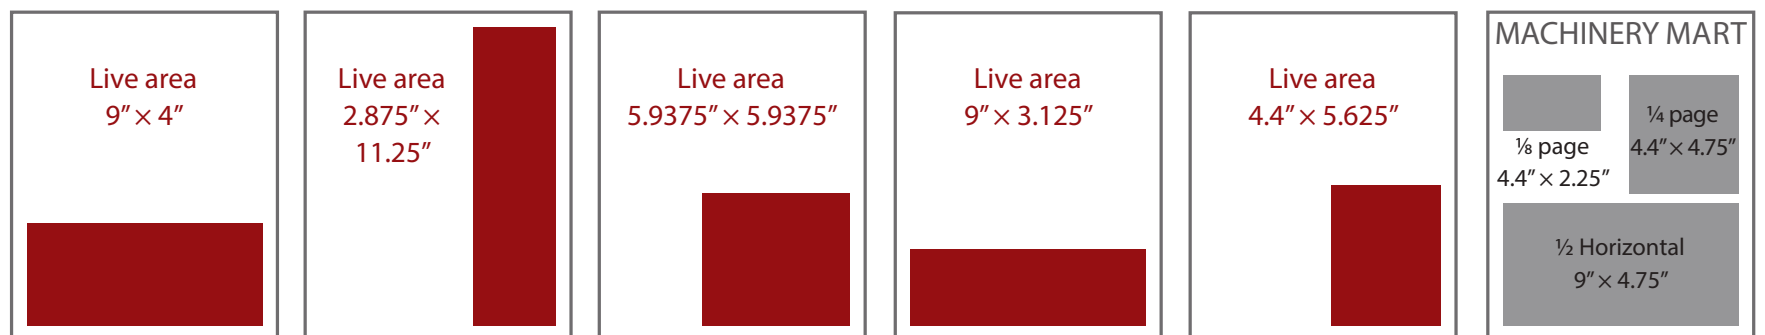 Live area
9” × 4”
Live area
2.875” ×
11.25”
Live area
5.9375” × 5.9375”
Live area
9” × 3.125”
Live area
4.4” × 5.625”
MACHINERY MART
⅛ page
4.4” × 2.25”
¼ page
4.4” × 4.75”
½ Horizontal
9” × 4.75”